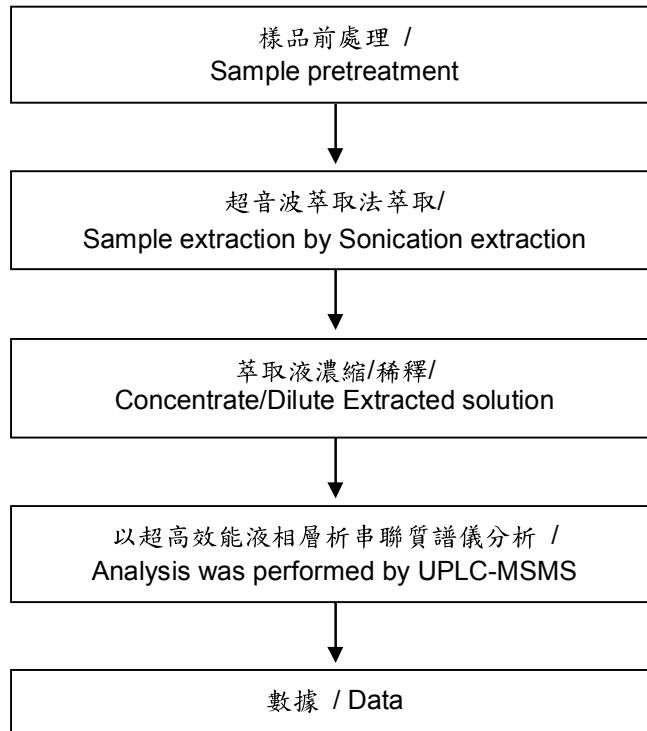 樣品前處理 /
Sample pretreatment
超音波萃取法萃取/
Sample extraction by Sonication extraction
萃取液濃縮/稀釋/
Concentrate/Dilute Extracted solution
以超高效能液相層析串聯質譜儀分析 /
Analysis was performed by UPLC-MSMS
數據 / Data